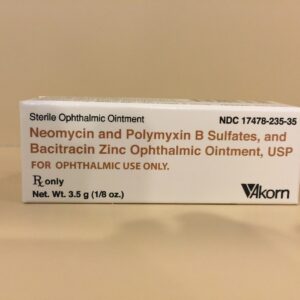 Sterile Ophthalmic Ointment
NDC 17478-235-35
Neomycin and Polymyxin B Sulfates, and
Bacitracin Zinc Ophthalmic Ointment, USP
FOR OPHTHALMIC USE ONLY.
Rx only
Net. Wt. 3.5 g (1/8 oz.)
Akorn